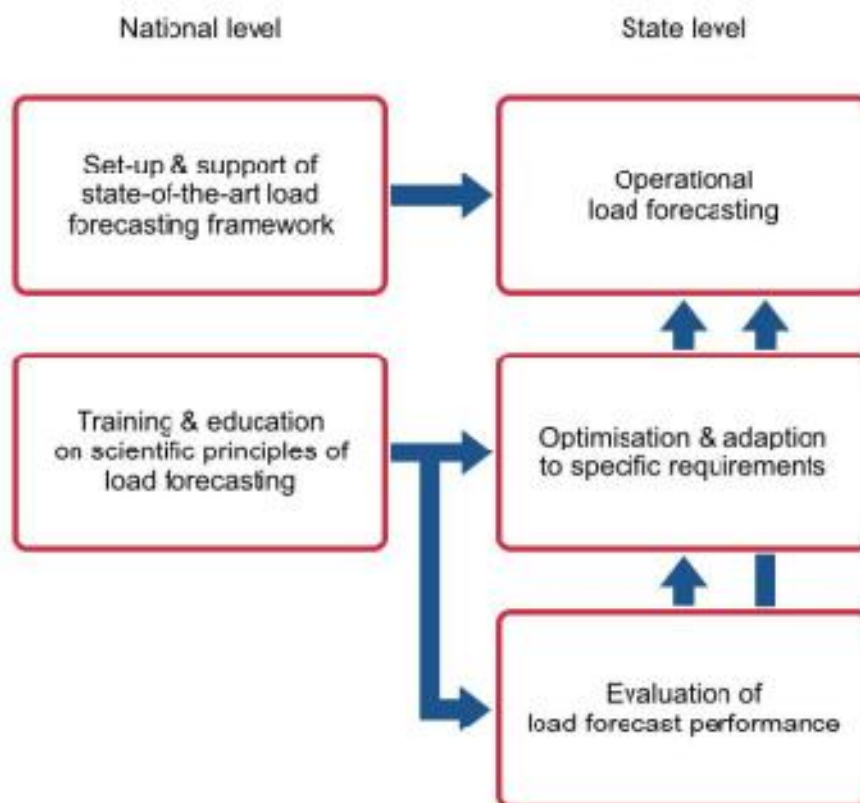 National level
State level
Set-up & support of
state-of-the-art load
forecasting framework
Operational
load forecasting
Training & education
on scientific principles of
load forecasting
Optimisation & adaption
to specific requirements
Evaluation of
load forecast performance